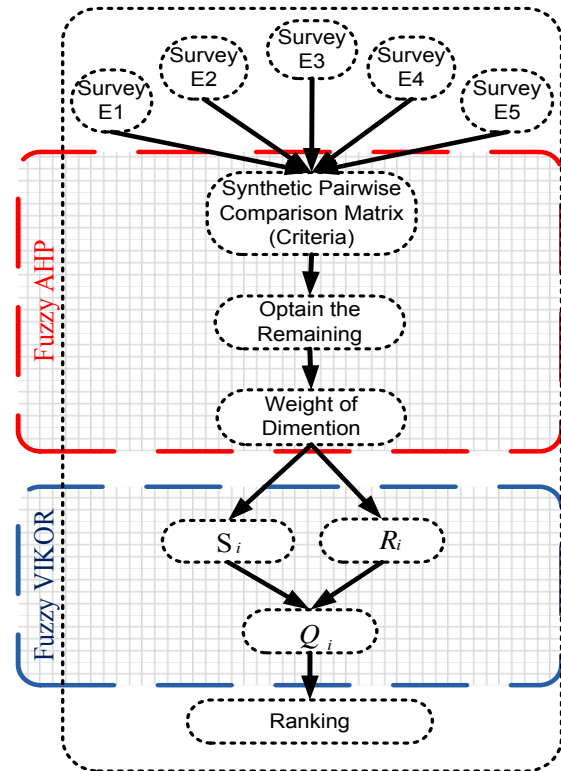 Survey
E1
Survey
E2
Survey
E3
Survey
E4
Survey
E5
Fuzzy AHP
Synthetic Pairwise
Comparison Matrix
(Criteria)
Optain the
Remaining
Weight of
Dimention
Fuzzy VIKOR
S i
R i
Q i
Ranking